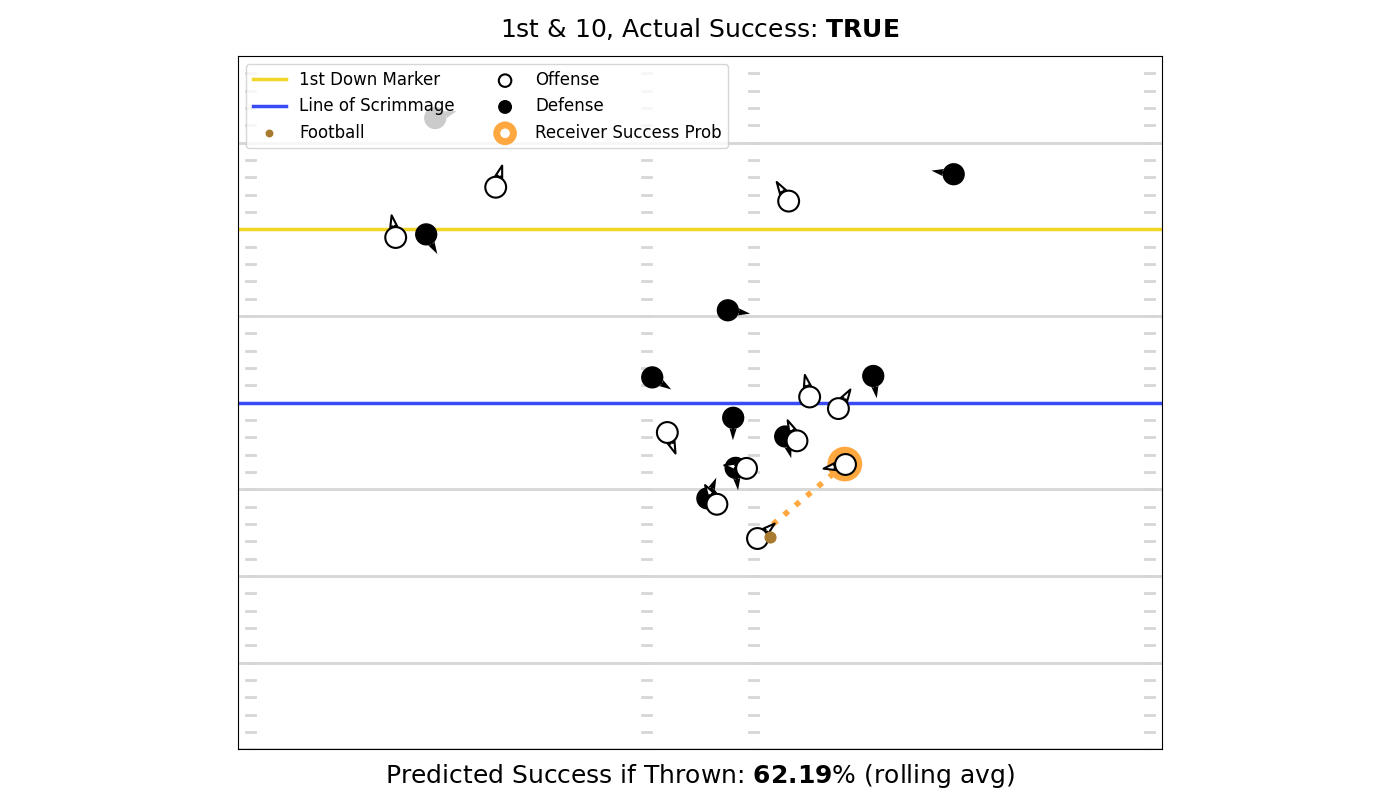 1st & 10, Actual Success: TRUE
1st Down Marker
Line of Scrimmage
Football
Offense
Defense
Receiver Success Prob
Predicted Success if Thrown: 62.19% (rolling avg)